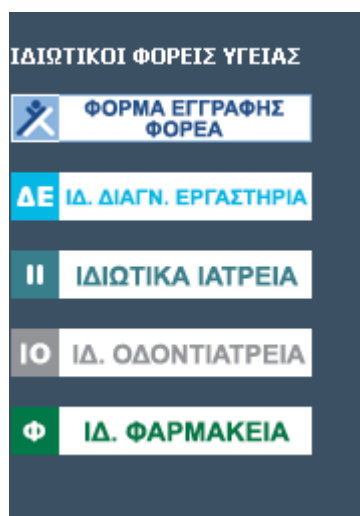 ΙΔΙΩΤΙΚΟΙ ΦΟΡΕΙΣ ΥΓΕΙΑΣ
ΦΟΡΜΑ ΕΓΓΡΑΦΗΣ
ΦΟΡΕΑ
ΔΕ ΙΔ. ΔΙΑΓΝ. ΕΡΓΑΣΤΗΡΙΑ
ΙΙ ΙΔΙΩΤΙΚΑ ΙΑΤΡΕΙΑ
ΙΟ ΙΔ. ΟΔΟΝΤΙΑΤΡΕΙΑ
Φ ΙΔ. ΦΑΡΜΑΚΕΙΑ